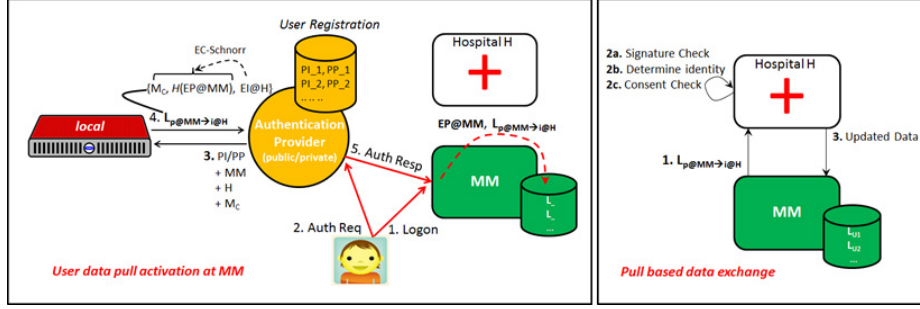 User Registration
EC-Schnorr
{M_C, H(EP@MM), EI@H}
PI_1, PP_1
PI_2, PP_2
.. .. ..
4. L_p@MM→i@H
local
Authentication
Provider
(public/private)
3. PI/PP
+ MM
+ H
+ M_C
5. Auth Resp
2. Auth Req
1. Logon
Hospital H
EP@MM, L_p@MM→i@H
MM
L_
L_
...
User data pull activation at MM
2a. Signature Check
2b. Determine identity
2c. Consent Check
Hospital H
1. L_p@MM→i@H
3. Updated Data
MM
L_U1
L_U2
...
Pull based data exchange